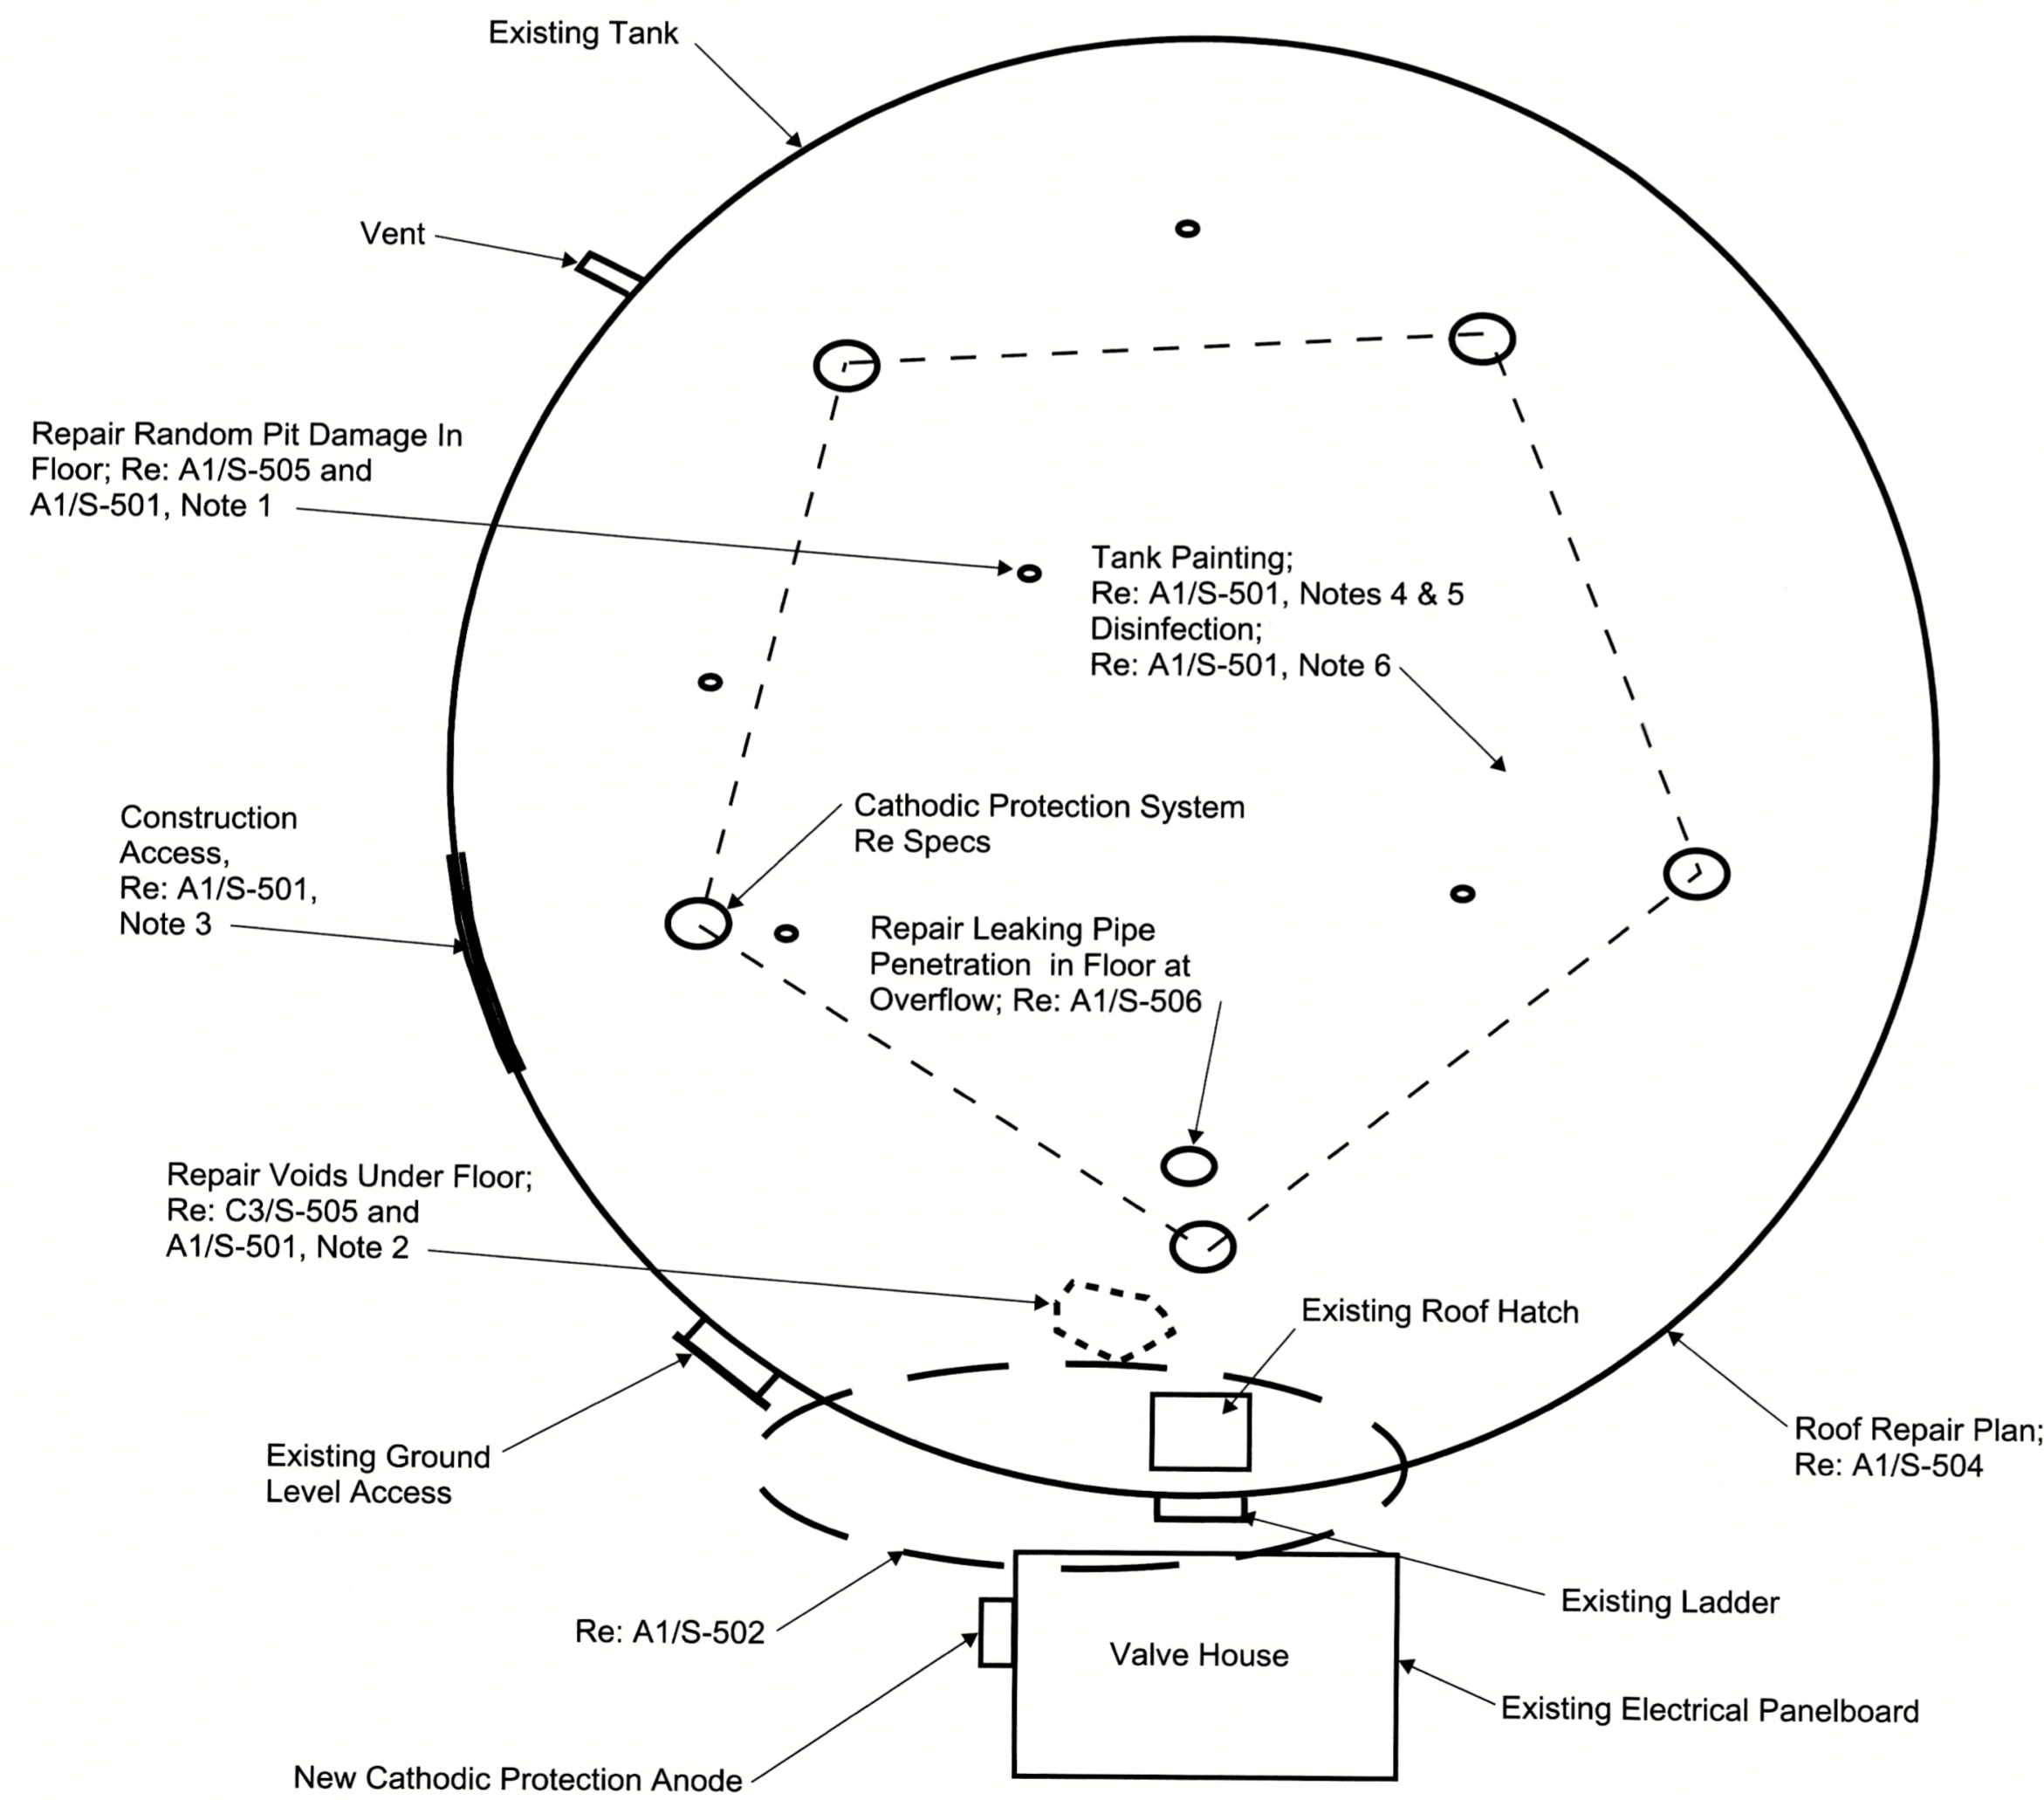 Existing Tank
Vent
Repair Random Pit Damage In
Floor; Re: A1/S-505 and
A1/S-501, Note 1
Tank Painting;
Re: A1/S-501, Notes 4 & 5
Disinfection;
Re: A1/S-501, Note 6
Construction
Access,
Re: A1/S-501,
Note 3
Cathodic Protection System
Re Specs
Repair Leaking Pipe
Penetration in Floor at
Overflow; Re: A1/S-506
Repair Voids Under Floor;
Re: C3/S-505 and
A1/S-501, Note 2
Existing Roof Hatch
Roof Repair Plan;
Re: A1/S-504
Existing Ground
Level Access
Re: A1/S-502
Existing Ladder
Valve House
Existing Electrical Panelboard
New Cathodic Protection Anode